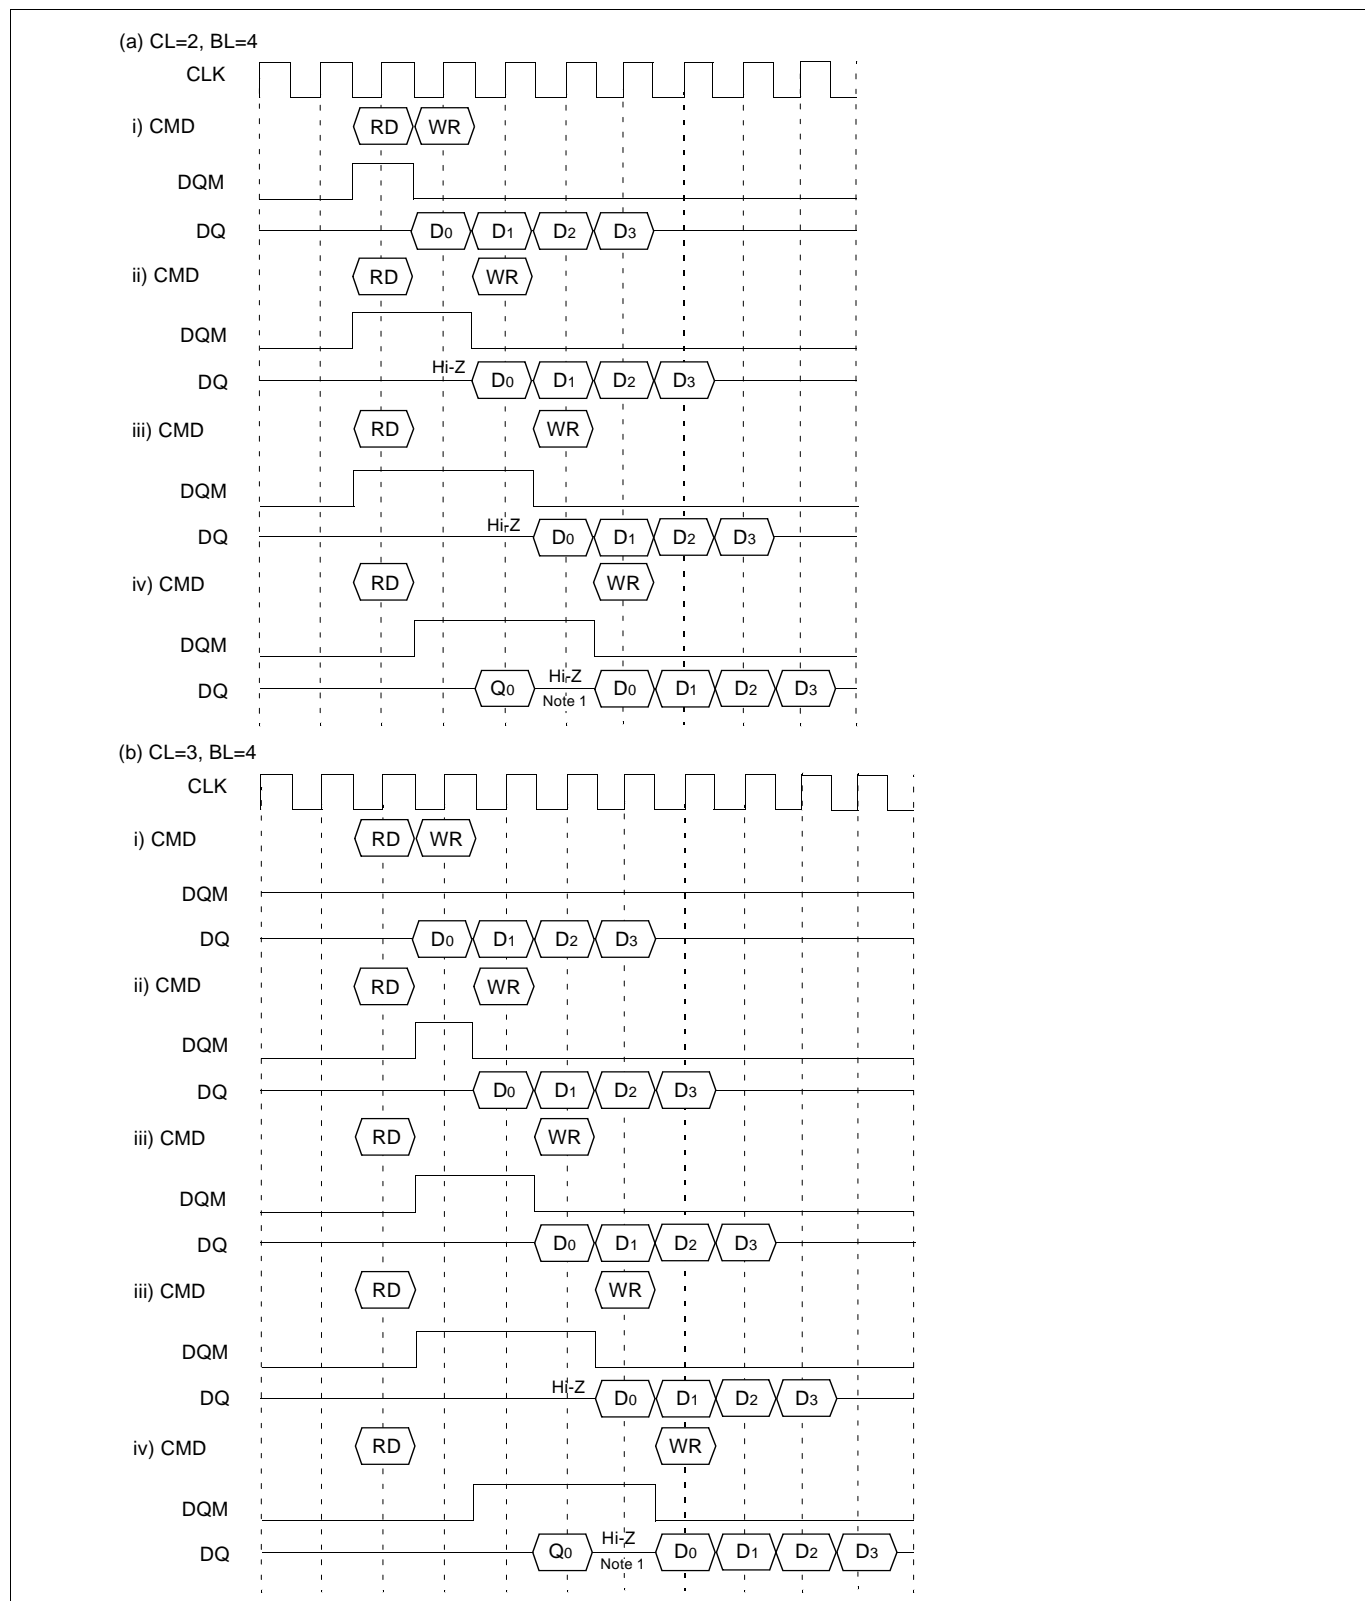 (a) CL=2, BL=4
CLK
i) CMD RD WR
DQM
DQ D0 D1 D2 D3
ii) CMD RD WR
DQM
Hi-Z
DQ D0 D1 D2 D3
iii) CMD RD WR
DQM
Hi-Z
DQ D0 D1 D2 D3
iv) CMD RD WR
DQM
Hi-Z
DQ Q0 D0 D1 D2 D3
Note 1
(b) CL=3, BL=4
CLK
i) CMD RD WR
DQM
DQ D0 D1 D2 D3
ii) CMD RD WR
DQM
DQ D0 D1 D2 D3
iii) CMD RD WR
DQM
DQ D0 D1 D2 D3
iii) CMD RD WR
DQM
Hi-Z
DQ D0 D1 D2 D3
iv) CMD RD WR
DQM
Hi-Z
DQ Q0 D0 D1 D2 D3
Note 1